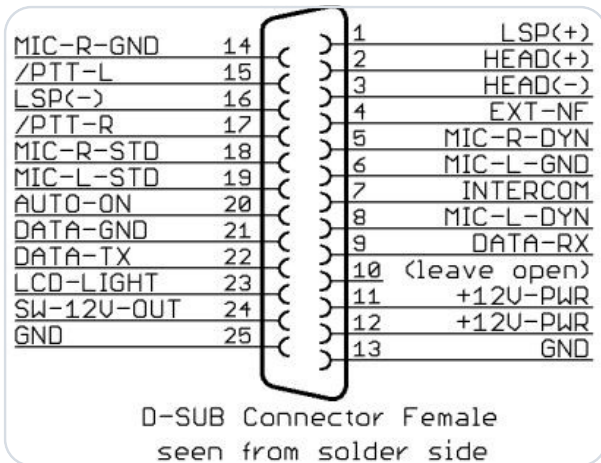 MIC-R-GND 14
/PTT-L 15
LSP(-) 16
/PTT-R 17
MIC-R-STD 18
MIC-L-STD 19
AUTO-ON 20
DATA-GND 21
DATA-TX 22
LCD-LIGHT 23
SW-12V-OUT 24
GND 25
1 LSP(+)
2 HEAD(+)
3 HEAD(-)
4 EXT-NF
5 MIC-R-DYN
6 MIC-L-GND
7 INTERCOM
8 MIC-L-DYN
9 DATA-RX
10 (leave open)
11 +12V-PWR
12 +12V-PWR
13 GND
D-SUB Connector Female
seen from solder side